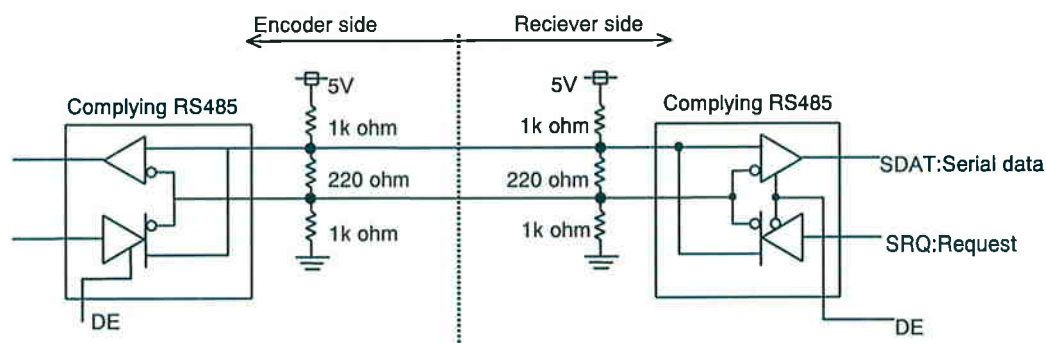 Encoder side
Reciever side
5V
5V
Complying RS485
Complying RS485
1k ohm
1k ohm
SDAT:Serial data
220 ohm
220 ohm
1k ohm
1k ohm
SRQ:Request
DE
DE